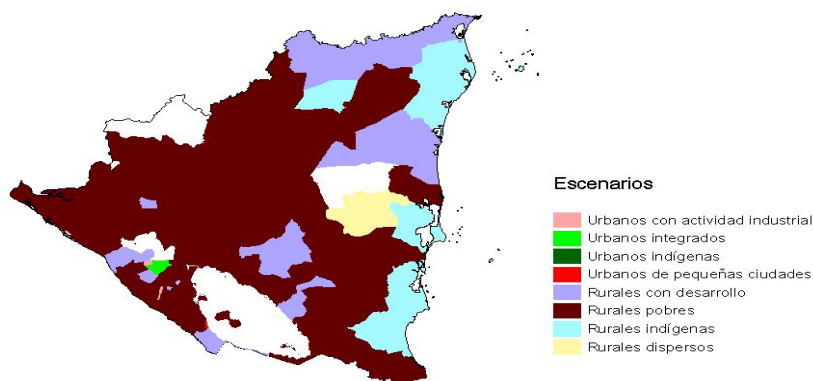 Escenarios
Urbanos con actividad industrial
Urbanos integrados
Urbanos indígenas
Urbanos de pequeñas ciudades
Rurales con desarrollo
Rurales pobres
Rurales indígenas
Rurales dispersos